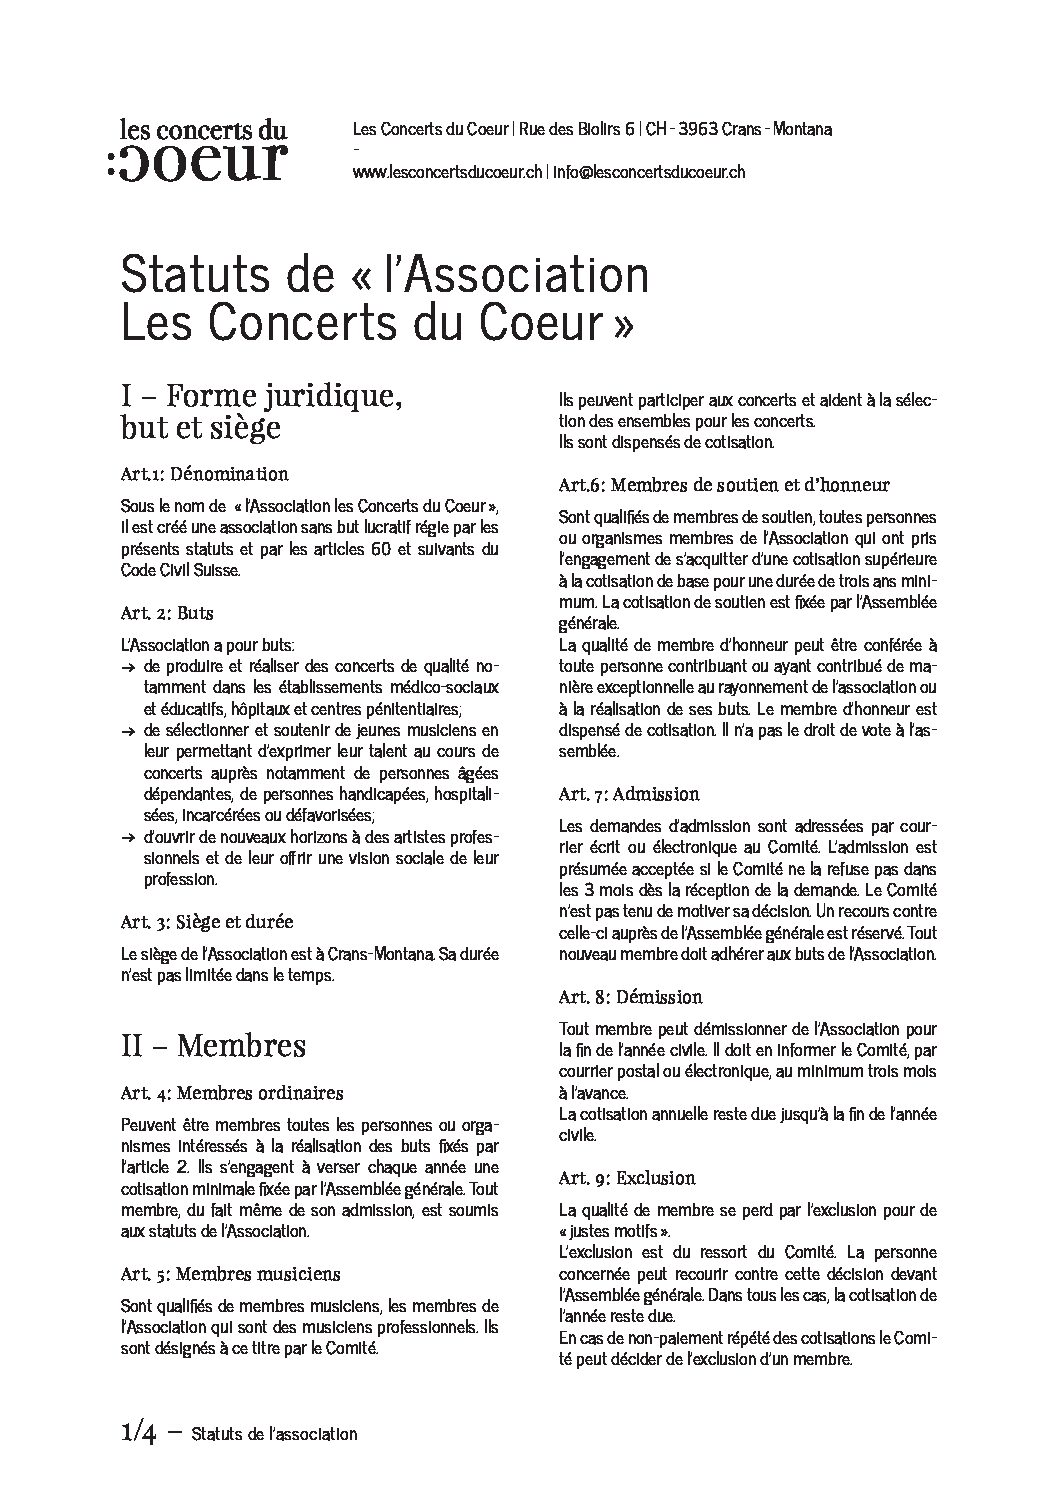 les concerts du
:coeur
Les Concerts du Coeur | Rue des Biolirs 6 | CH - 3963 Crans - Montana
-
www.lesconcertsducoeur.ch | info@lesconcertsducoeur.ch
Statuts de « l'Association
Les Concerts du Coeur »
I – Forme juridique,
but et siège
Art.1: Dénomination
Sous le nom de « l'Association les Concerts du Coeur »,
il est créé une association sans but lucratif régie par les
présents statuts et par les articles 60 et suivants du
Code Civil Suisse.
Art. 2: Buts
L'Association a pour buts:
→ de produire et réaliser des concerts de qualité no-
tamment dans les établissements médico-sociaux
et éducatifs, hôpitaux et centres pénitentiaires;
→ de sélectionner et soutenir de jeunes musiciens en
leur permettant d'exprimer leur talent au cours de
concerts auprès notamment de personnes âgées
dépendantes, de personnes handicapées, hospitali-
sées, incarcérées ou défavorisées;
→ d'ouvrir de nouveaux horizons à des artistes profes-
sionnels et de leur offrir une vision sociale de leur
profession.
Art. 3: Siège et durée
Le siège de l'Association est à Crans-Montana. Sa durée
n'est pas limitée dans le temps.
II – Membres
Art. 4: Membres ordinaires
Peuvent être membres toutes les personnes ou orga-
nismes intéressés à la réalisation des buts fixés par
l'article 2. Ils s'engagent à verser chaque année une
cotisation minimale fixée par l'Assemblée générale. Tout
membre, du fait même de son admission, est soumis
aux statuts de l'Association.
Art. 5: Membres musiciens
Sont qualifiés de membres musiciens, les membres de
l'Association qui sont des musiciens professionnels. Ils
sont désignés à ce titre par le Comité.
Ils peuvent participer aux concerts et aident à la sélec-
tion des ensembles pour les concerts.
Ils sont dispensés de cotisation.
Art.6: Membres de soutien et d'honneur
Sont qualifiés de membres de soutien, toutes personnes
ou organismes membres de l'Association qui ont pris
l'engagement de s'acquitter d'une cotisation supérieure
à la cotisation de base pour une durée de trois ans mini-
mum. La cotisation de soutien est fixée par l'Assemblée
générale.
La qualité de membre d'honneur peut être conférée à
toute personne contribuant ou ayant contribué de ma-
nière exceptionnelle au rayonnement de l'association ou
à la réalisation de ses buts. Le membre d'honneur est
dispensé de cotisation. Il n'a pas le droit de vote à l'as-
semblée.
Art. 7: Admission
Les demandes d'admission sont adressées par cour-
rier écrit ou électronique au Comité. L'admission est
présumée acceptée si le Comité ne la refuse pas dans
les 3 mois dès la réception de la demande. Le Comité
n'est pas tenu de motiver sa décision. Un recours contre
celle-ci auprès de l'Assemblée générale est réservé. Tout
nouveau membre doit adhérer aux buts de l'Association.
Art. 8: Démission
Tout membre peut démissionner de l'Association pour
la fin de l'année civile. Il doit en informer le Comité, par
courrier postal ou électronique, au minimum trois mois
à l'avance.
La cotisation annuelle reste due jusqu'à la fin de l'année
civile.
Art. 9: Exclusion
La qualité de membre se perd par l'exclusion pour de
« justes motifs ».
L'exclusion est du ressort du Comité. La personne
concernée peut recourir contre cette décision devant
l'Assemblée générale. Dans tous les cas, la cotisation de
l'année reste due.
En cas de non-paiement répété des cotisations le Comi-
té peut décider de l'exclusion d'un membre.
1/4 – Statuts de l'association